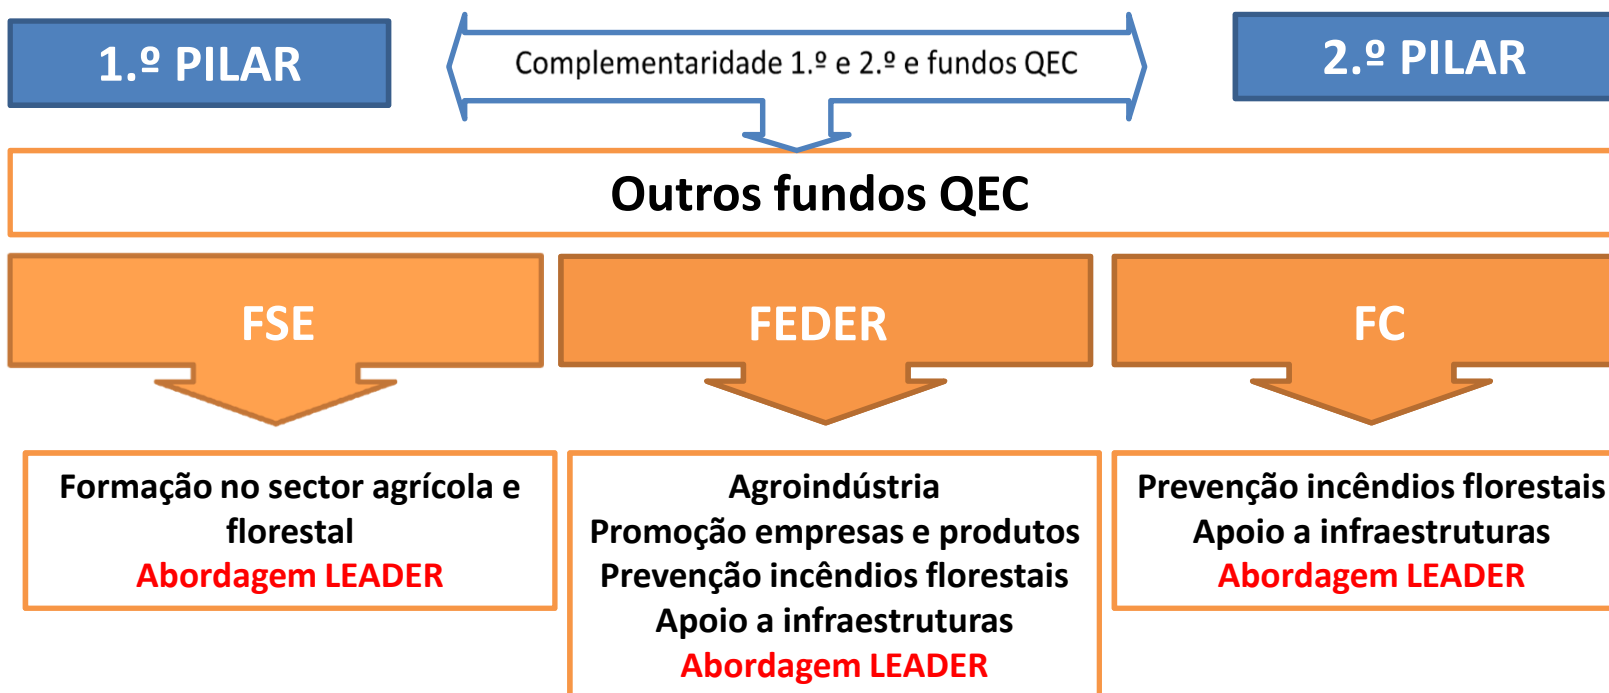 1.º PILAR
Complementaridade 1.º e 2.º e fundos QEC
2.º PILAR
Outros fundos QEC
FSE
FEDER
FC
Formação no sector agrícola e
florestal
Abordagem LEADER
Agroindústria
Promoção empresas e produtos
Prevenção incêndios florestais
Apoio a infraestruturas
Abordagem LEADER
Prevenção incêndios florestais
Apoio a infraestruturas
Abordagem LEADER